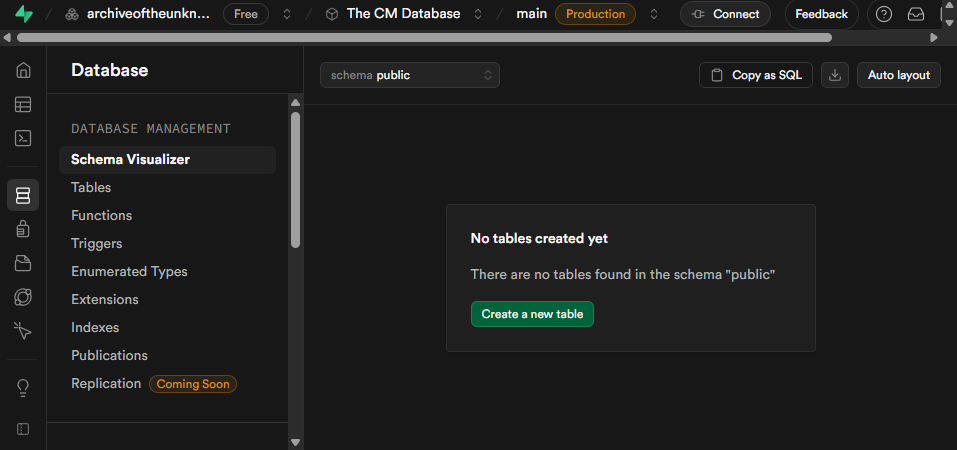 archiveoftheunkn... Free The CM Database main Production Connect Feedback
Database
schema public Copy as SQL Auto layout
DATABASE MANAGEMENT
Schema Visualizer
Tables
Functions
Triggers
Enumerated Types
Extensions
Indexes
Publications
Replication Coming Soon
No tables created yet
There are no tables found in the schema "public"
Create a new table